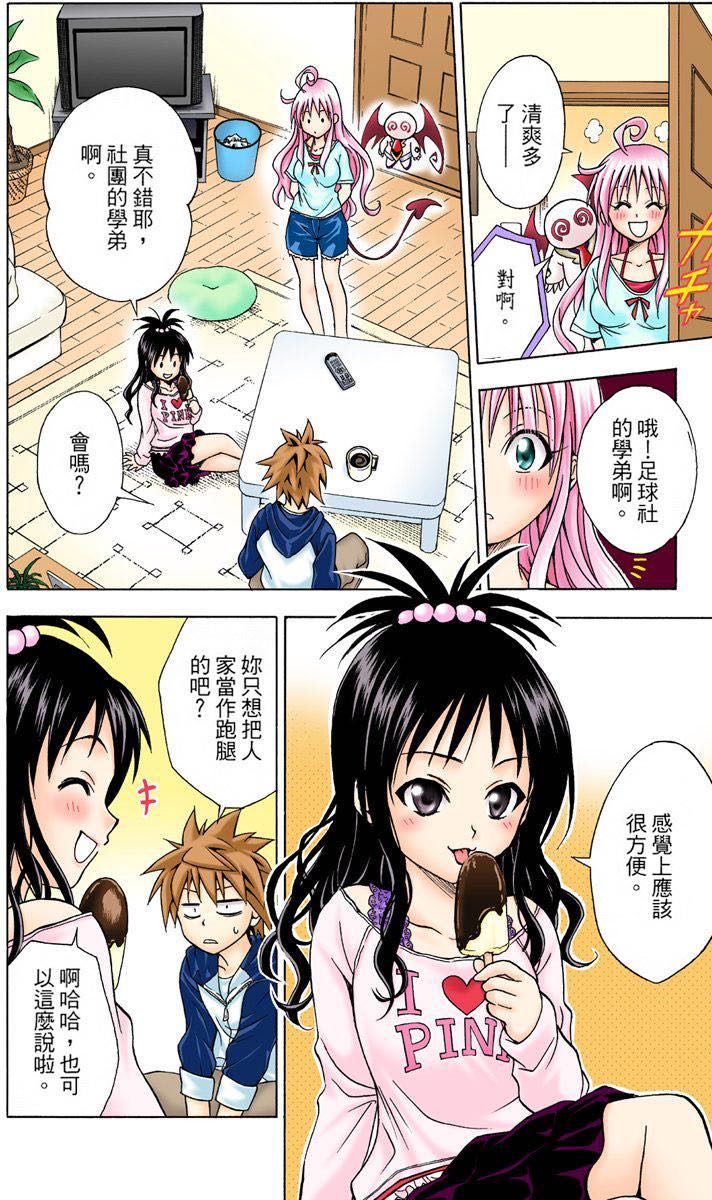 清爽多
了——
對啊。
ガチャ
哦！足球社
的學弟啊。
真不錯耶，
社團的學弟
啊。
會嗎？
感覺上應該
很方便。
I ♥
PINK
妳只想把人
家當作跑腿
的吧？
啊哈哈，也可
以這麼說啦。